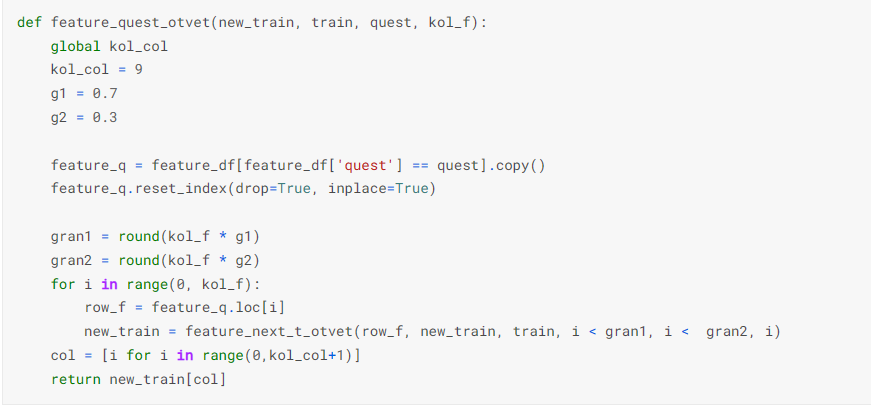 def feature_quest_otvet(new_train, train, quest, kol_f):
    global kol_col
    kol_col = 9
    g1 = 0.7
    g2 = 0.3

    feature_q = feature_df[feature_df['quest'] == quest].copy()
    feature_q.reset_index(drop=True, inplace=True)

    gran1 = round(kol_f * g1)
    gran2 = round(kol_f * g2)
    for i in range(0, kol_f):
        row_f = feature_q.loc[i]
        new_train = feature_next_t_otvet(row_f, new_train, train, i < gran1, i <  gran2, i)
    col = [i for i in range(0,kol_col+1)]
    return new_train[col]